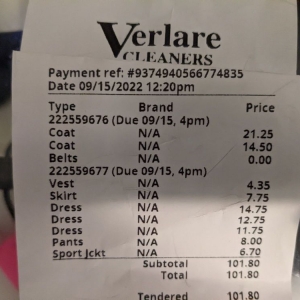 Verlare
CLEANERS
Payment ref: #9374940566774835
Date 09/15/2022 12:20pm
Type Brand Price
222559676 (Due 09/15, 4pm)
Coat N/A 21.25
Coat N/A 14.50
Belts N/A 0.00
222559677 (Due 09/15, 4pm)
Vest N/A 4.35
Skirt N/A 7.75
Dress N/A 14.75
Dress N/A 12.75
Dress N/A 11.75
Pants N/A 8.00
Sport Jckt N/A 6.70
Subtotal 101.80
Total 101.80
Tendered 101.80